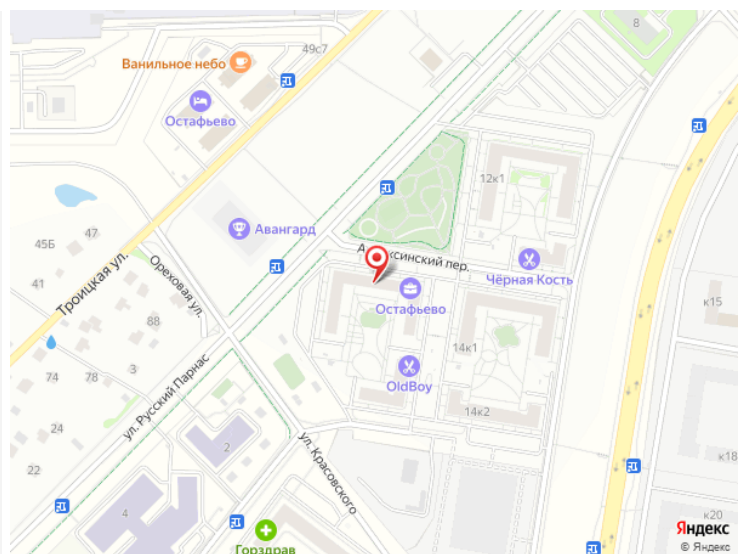 8
49с7
Ванильное небо
Остафьево
12к1
47
45Б
Авангард
Троицкая ул.
Ореховая ул.
41
Чёрная Кость
Остафьево
к15
88
14к1
3
74
78
OldBoy
ул. Русский Парнас
14к2
24
2
ул. Красовского
22
к18
4
к20
Горздрав
Яндекс
© Яндекс